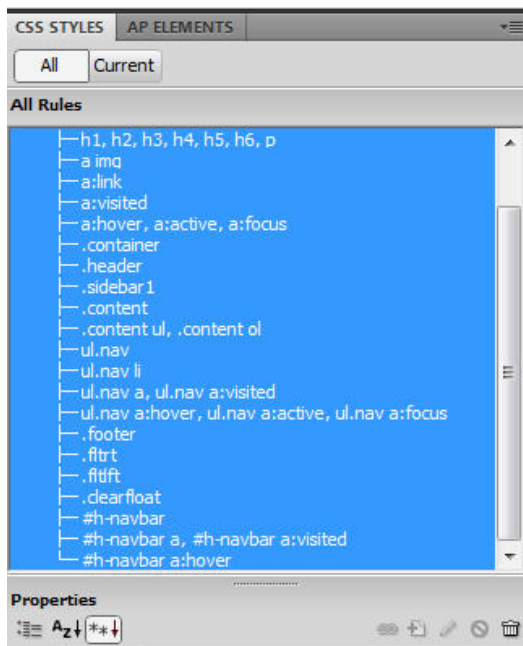 CSS STYLES AP ELEMENTS
All Current
All Rules
h1, h2, h3, h4, h5, h6, p
a img
a:link
a:visited
a:hover, a:active, a:focus
.container
.header
.sidebar1
.content
.content ul, .content ol
ul.nav
ul.nav li
ul.nav a, ul.nav a:visited
ul.nav a:hover, ul.nav a:active, ul.nav a:focus
.footer
.fltrt
.fltlft
.clearfloat
#h-navbar
#h-navbar a, #h-navbar a:visited
#h-navbar a:hover
Properties
Az↓ **↓